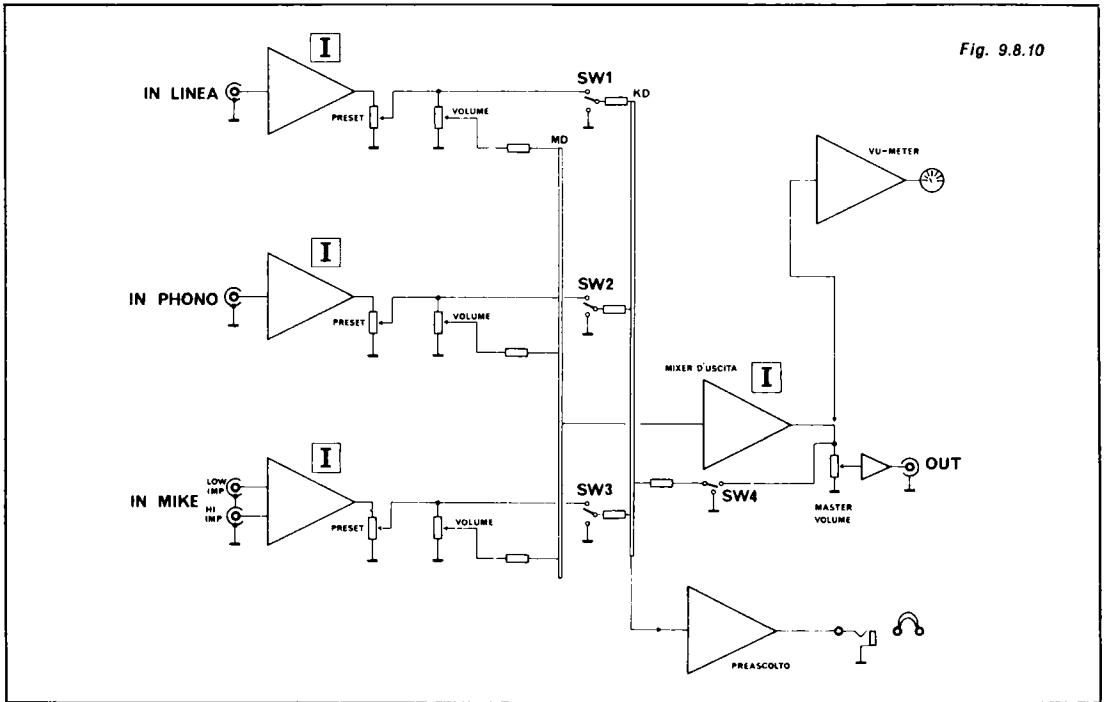 Fig. 9.8.10
I
IN LINEA
PRESET
VOLUME
SW1
KD
MD
VU-METER
I
IN PHONO
PRESET
VOLUME
SW2
MIXER D'USCITA
I
I
IN MIKE
LOW IMP
HI IMP
PRESET
VOLUME
SW3
SW4
OUT
MASTER
VOLUME
PREASCOLTO